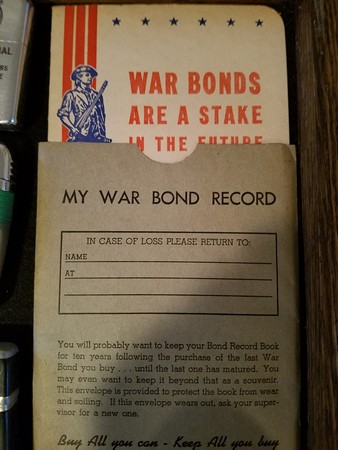 WAR BONDS
ARE A STAKE
IN THE FUTURE
MY WAR BOND RECORD
IN CASE OF LOSS PLEASE RETURN TO:
NAME
AT
You will probably want to keep your Bond Record Book
for ten years following the purchase of the last War
Bond you buy . . . until the last one has matured. You
may even want to keep it beyond that as a souvenir.
This envelope is provided to protect the book from wear
and soiling. If this envelope wears out, ask your super-
visor for a new one.
Buy All you can - Keep All you buy